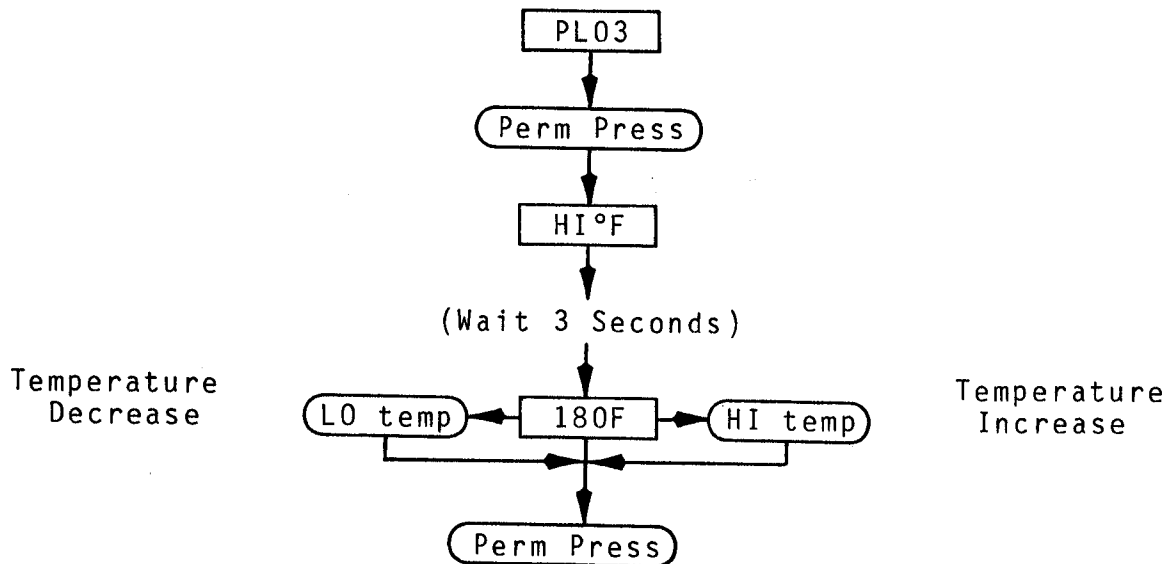 PL03
Perm Press
HI°F
(Wait 3 Seconds)
Temperature
Decrease
LO temp
180F
HI temp
Temperature
Increase
Perm Press